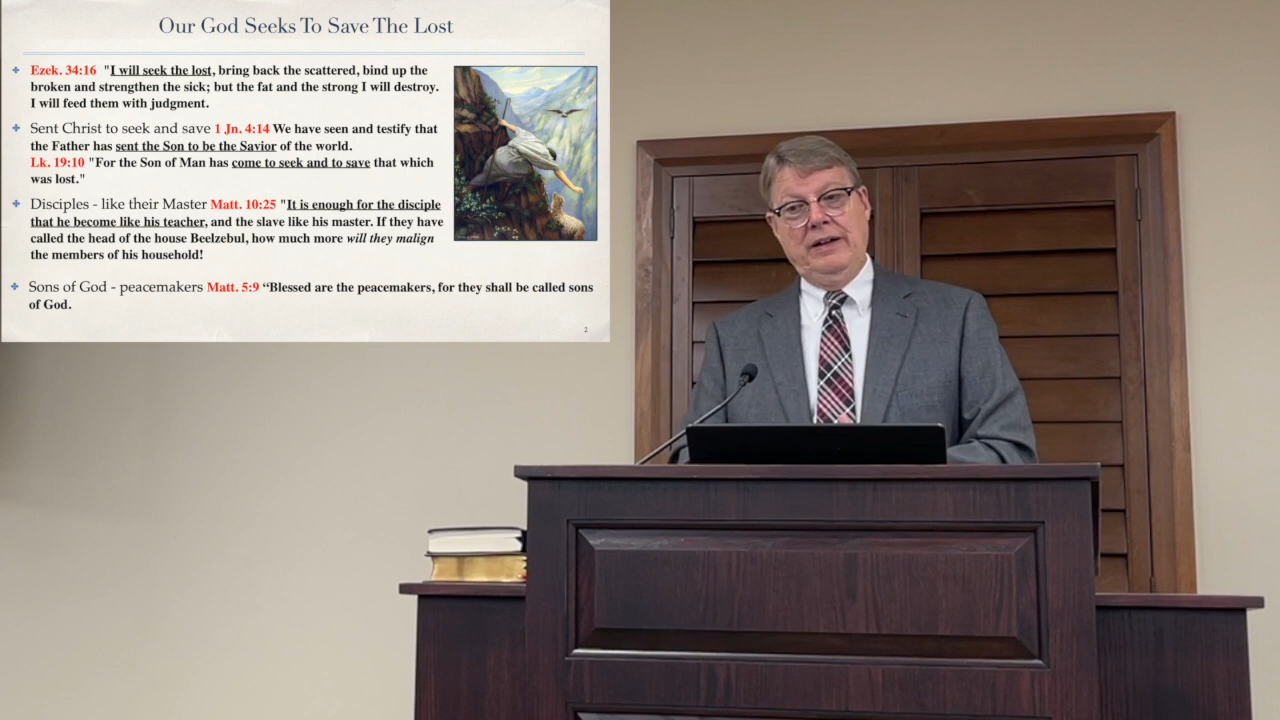 Our God Seeks To Save The Lost
Ezek. 34:16 "I will seek the lost, bring back the scattered, bind up the
broken and strengthen the sick; but the fat and the strong I will destroy.
I will feed them with judgment.
Sent Christ to seek and save 1 Jn. 4:14 We have seen and testify that
the Father has sent the Son to be the Savior of the world.
Lk. 19:10 "For the Son of Man has come to seek and to save that which
was lost."
Disciples - like their Master Matt. 10:25 "It is enough for the disciple
that he become like his teacher, and the slave like his master. If they have
called the head of the house Beelzebul, how much more will they malign
the members of his household!
Sons of God - peacemakers Matt. 5:9 “Blessed are the peacemakers, for they shall be called sons
of God.
2